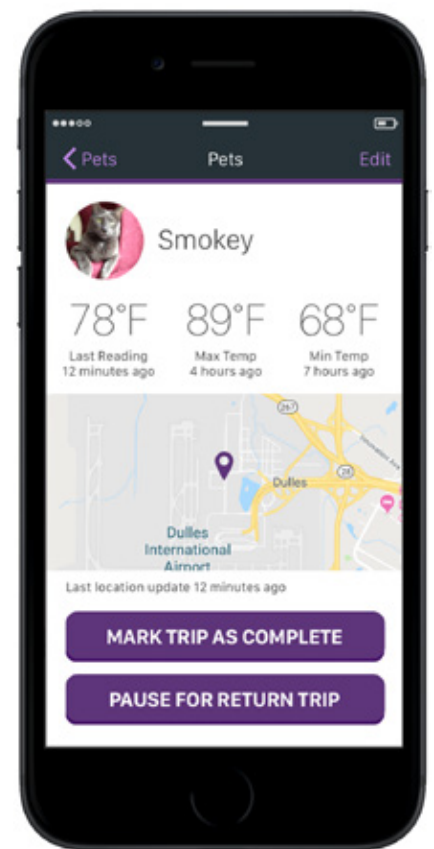 Pets
Pets
Edit
Smokey
78°F
89°F
68°F
Last Reading
12 minutes ago
Max Temp
4 hours ago
Min Temp
7 hours ago
267
28
Dulles
Dulles
International
Airport
Last location update 12 minutes ago
MARK TRIP AS COMPLETE
PAUSE FOR RETURN TRIP